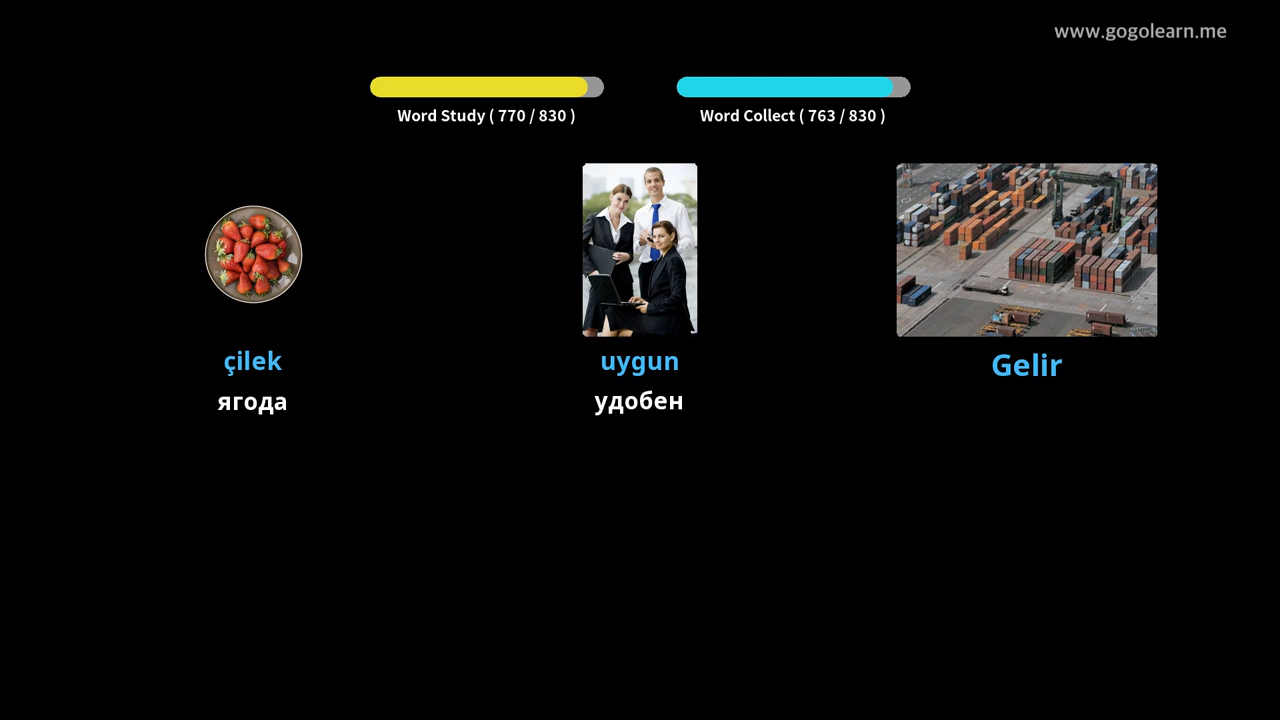 www.gogolearn.me
Word Study ( 770 / 830 )
Word Collect ( 763 / 830 )
çilek
ягода
uygun
удобен
Gelir